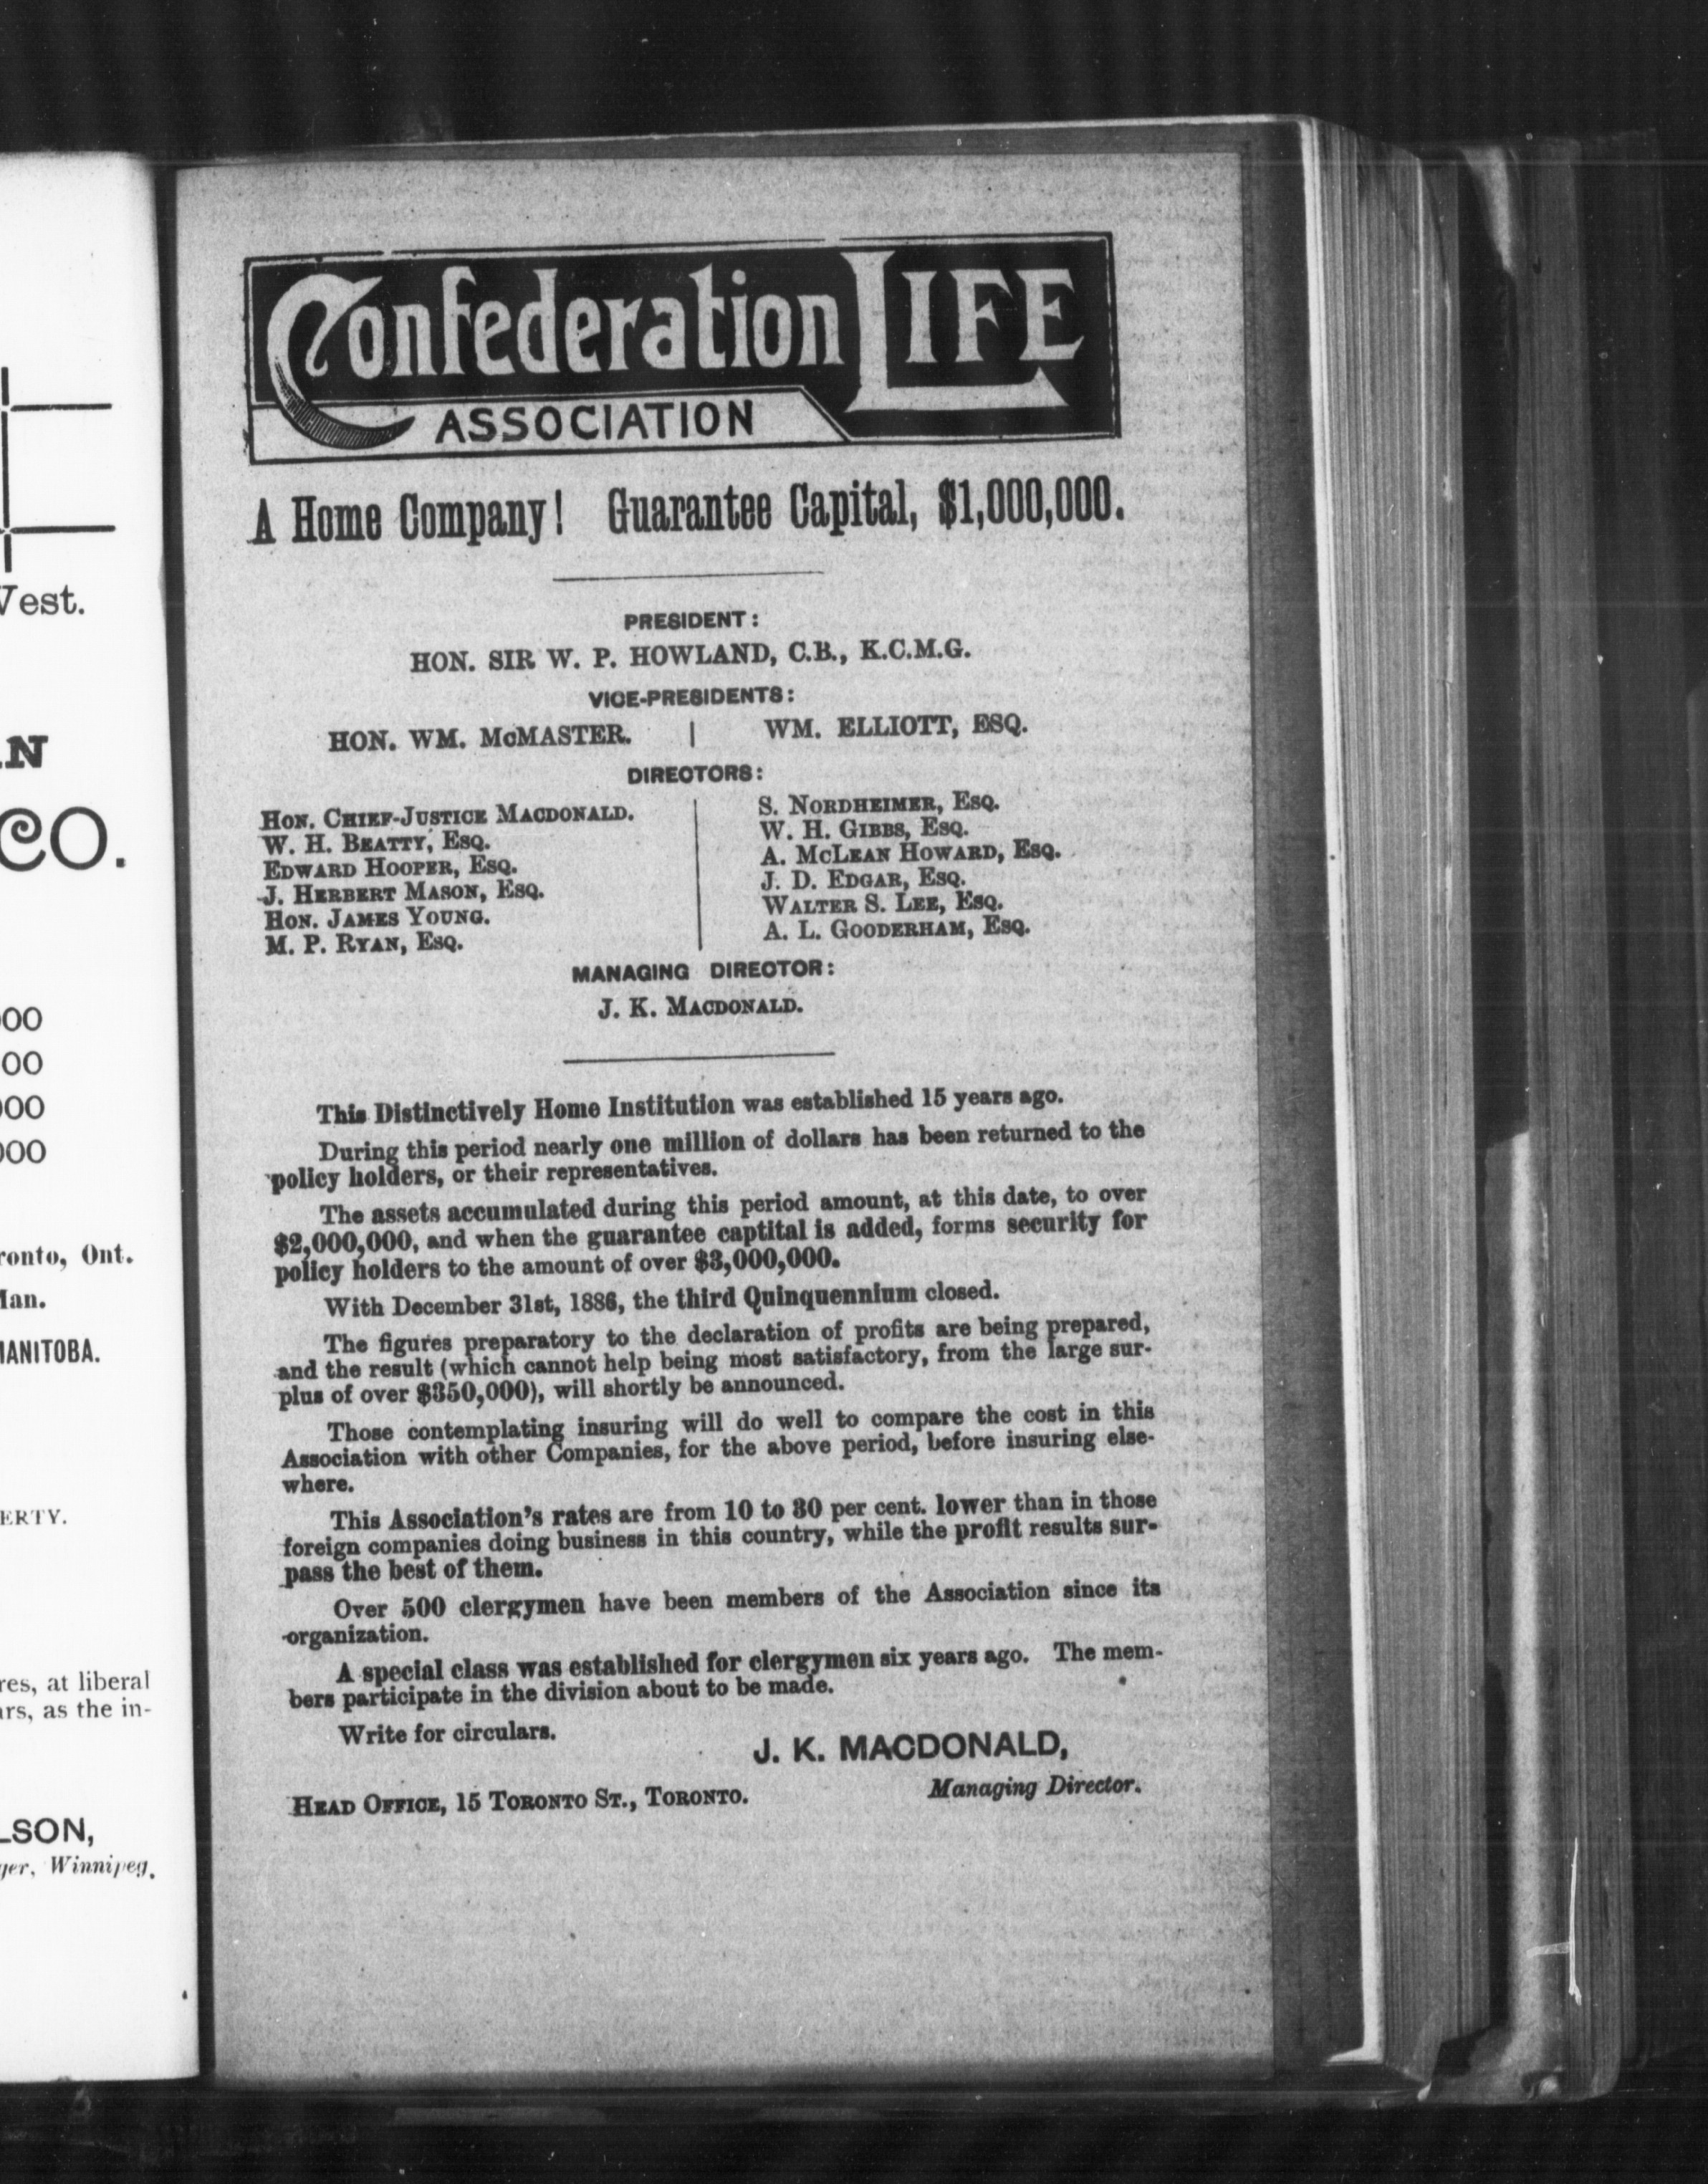 Vest.
N
CO.
00
00
000
000
ronto, Ont.
Man.
MANITOBA.
ERTY.
res, at liberal
ars, as the in-
LSON,
ger, Winnipeg.
Confederation LIFE
ASSOCIATION
A Home Company! Guarantee Capital, $1,000,000.
PRESIDENT:
HON. SIR W. P. HOWLAND, C.B., K.C.M.G.
VICE-PRESIDENTS:
HON. WM. McMASTER. | WM. ELLIOTT, ESQ.
DIRECTORS:
HON. CHIEF-JUSTICE MACDONALD.
W. H. BEATTY, ESQ.
EDWARD HOOPER, ESQ.
J. HERBERT MASON, ESQ.
HON. JAMES YOUNG.
M. P. RYAN, ESQ.
S. NORDHEIMER, ESQ.
W. H. GIBBS, ESQ.
A. McLEAN HOWARD, ESQ.
J. D. EDGAR, ESQ.
WALTER S. LEE, ESQ.
A. L. GOODERHAM, ESQ.
MANAGING DIRECTOR:
J. K. MACDONALD.
This Distinctively Home Institution was established 15 years ago.
During this period nearly one million of dollars has been returned to the
policy holders, or their representatives.
The assets accumulated during this period amount, at this date, to over
$2,000,000, and when the guarantee captital is added, forms security for
policy holders to the amount of over $3,000,000.
With December 31st, 1886, the third Quinquennium closed.
The figures preparatory to the declaration of profits are being prepared,
and the result (which cannot help being most satisfactory, from the large sur-
plus of over $350,000), will shortly be announced.
Those contemplating insuring will do well to compare the cost in this
Association with other Companies, for the above period, before insuring else-
where.
This Association's rates are from 10 to 30 per cent. lower than in those
foreign companies doing business in this country, while the profit results sur-
pass the best of them.
Over 500 clergymen have been members of the Association since its
organization.
A special class was established for clergymen six years ago. The mem-
bers participate in the division about to be made.
Write for circulars.
J. K. MACDONALD,
Managing Director.
HEAD OFFICE, 15 TORONTO ST., TORONTO.